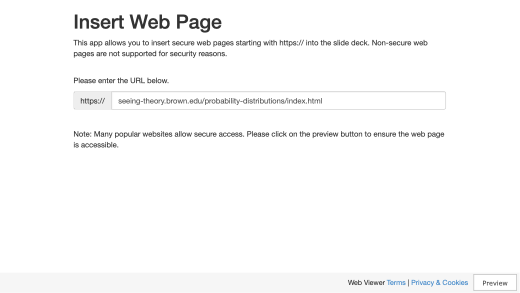 Insert Web Page
This app allows you to insert secure web pages starting with https:// into the slide deck. Non-secure web
pages are not supported for security reasons.
Please enter the URL below.
https:// seeing-theory.brown.edu/probability-distributions/index.html
Note: Many popular websites allow secure access. Please click on the preview button to ensure the web page
is accessible.
Web Viewer Terms | Privacy & Cookies Preview